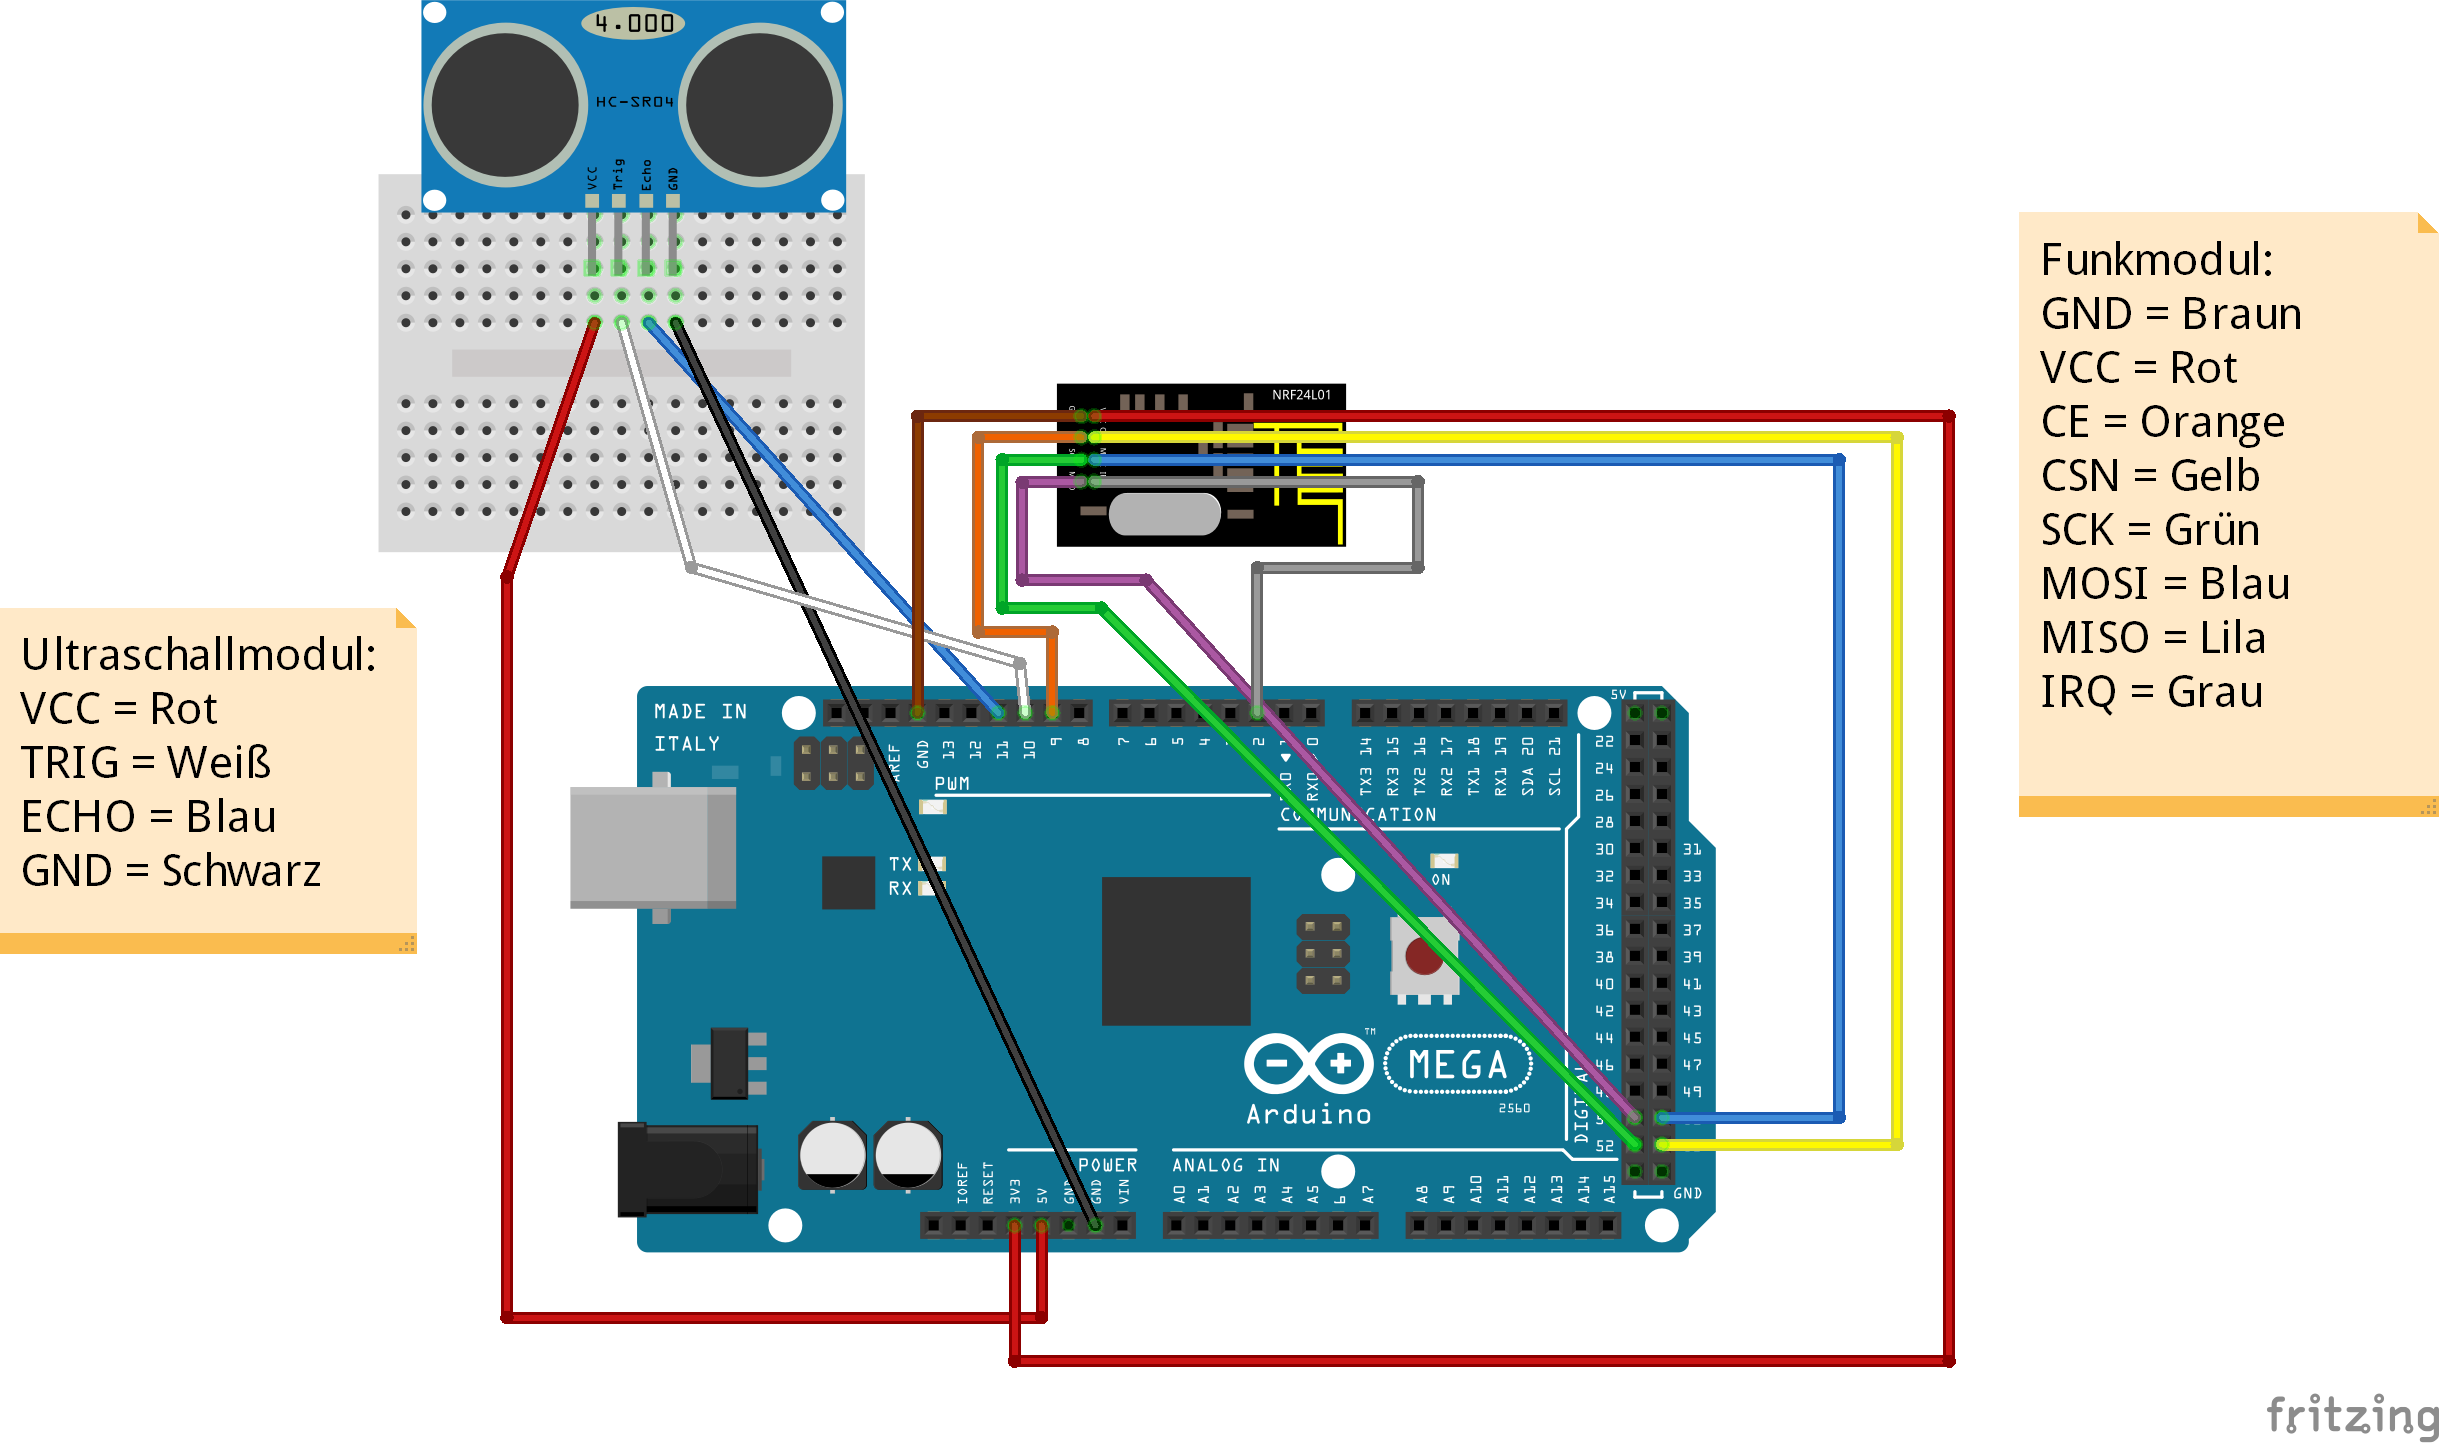 4.000
HC-SR04
VCC
Trig
Echo
GND
NRF24L01
Funkmodul:
GND = Braun
VCC = Rot
CE = Orange
CSN = Gelb
SCK = Grün
MOSI = Blau
MISO = Lila
IRQ = Grau
Ultraschallmodul:
VCC = Rot
TRIG = Weiß
ECHO = Blau
GND = Schwarz
MADE IN
ITALY
AREF
GND
13
12
11
10
9
8
7
6
5
4
2
TX3 14
RX3 15
TX2 16
RX2 17
TX1 18
RX1 19
SDA 20
SCL 21
PWM
COMMUNICATION
TX
RX
ON
5V
22
24
26
28
30 31
32 33
34 35
36 37
38 39
40 41
42 43
44 45
46 47
49
52
GND
DIGITAL
MEGA
TM
2560
Arduino
POWER
ANALOG IN
IOREF
RESET
3V3
5V
GND
GND
VIN
A0
A1
A2
A3
A4
A5
6
A7
A8
A9
A10
A11
A12
A13
A14
A15
fritzing